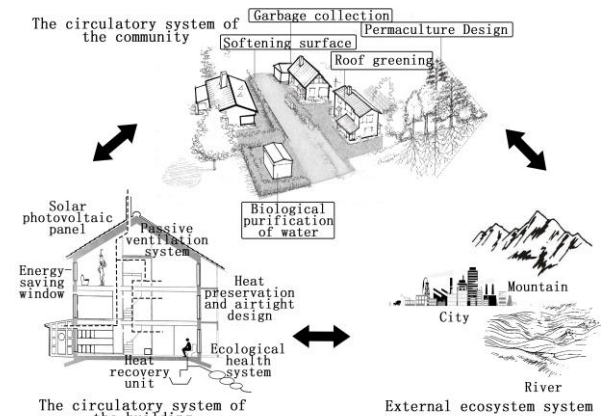 The circulatory system of
the community
Garbage collection
Permaculture Design
Softening surface
Roof greening
Biological
purification
of water
Solar
photovoltaic
panel
Passive
ventilation
system
Energy-
saving
window
Heat
preservation
and airtight
design
Heat
recovery
unit
Ecological
health
system
The circulatory system of
the building
Mountain
City
River
External ecosystem system